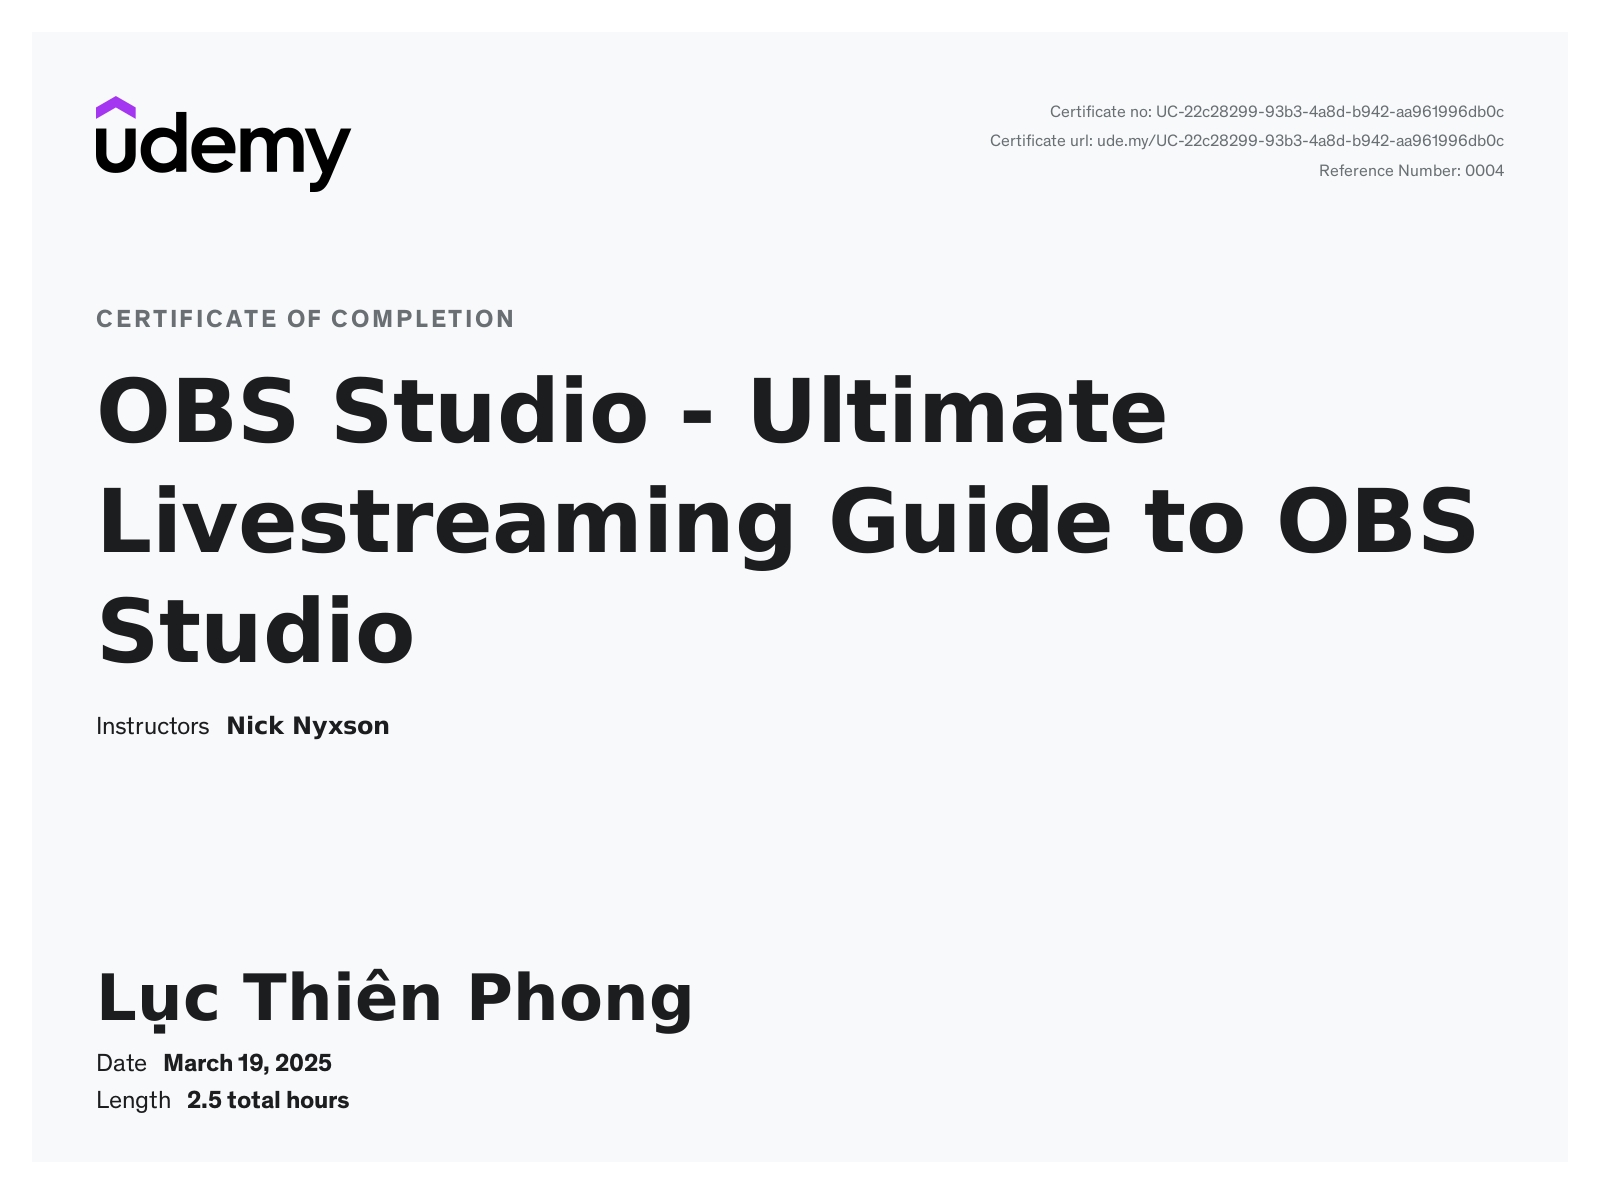 udemy
Certificate no: UC-22c28299-93b3-4a8d-b942-aa961996db0c
Certificate url: ude.my/UC-22c28299-93b3-4a8d-b942-aa961996db0c
Reference Number: 0004
CERTIFICATE OF COMPLETION
OBS Studio - Ultimate
Livestreaming Guide to OBS
Studio
Instructors Nick Nyxson
Lục Thiên Phong
Date March 19, 2025
Length 2.5 total hours